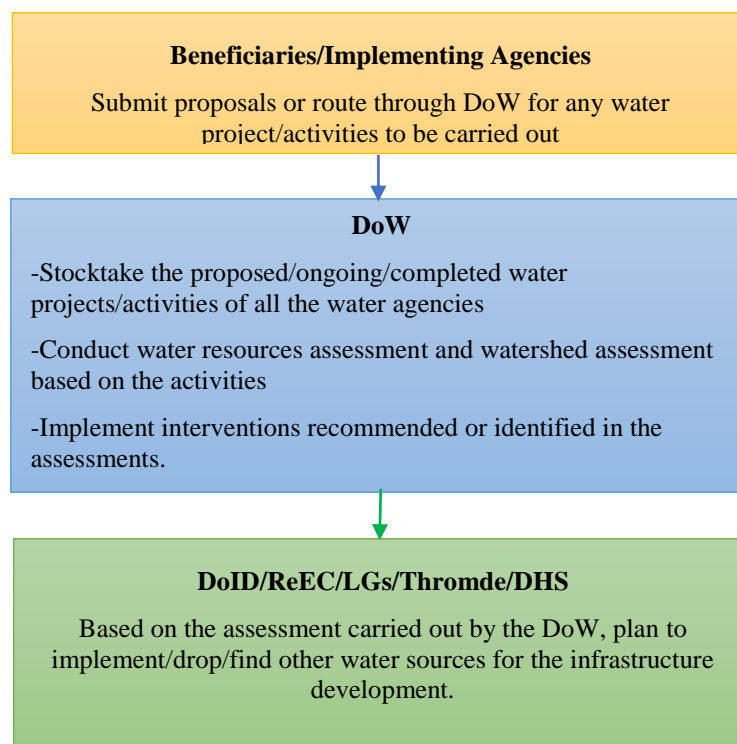 Beneficiaries/Implementing Agencies
Submit proposals or route through DoW for any water
project/activities to be carried out
DoW
-Stocktake the proposed/ongoing/completed water
projects/activities of all the water agencies
-Conduct water resources assessment and watershed assessment
based on the activities
-Implement interventions recommended or identified in the
assessments.
DoID/ReEC/LGs/Thromde/DHS
Based on the assessment carried out by the DoW, plan to
implement/drop/find other water sources for the infrastructure
development.